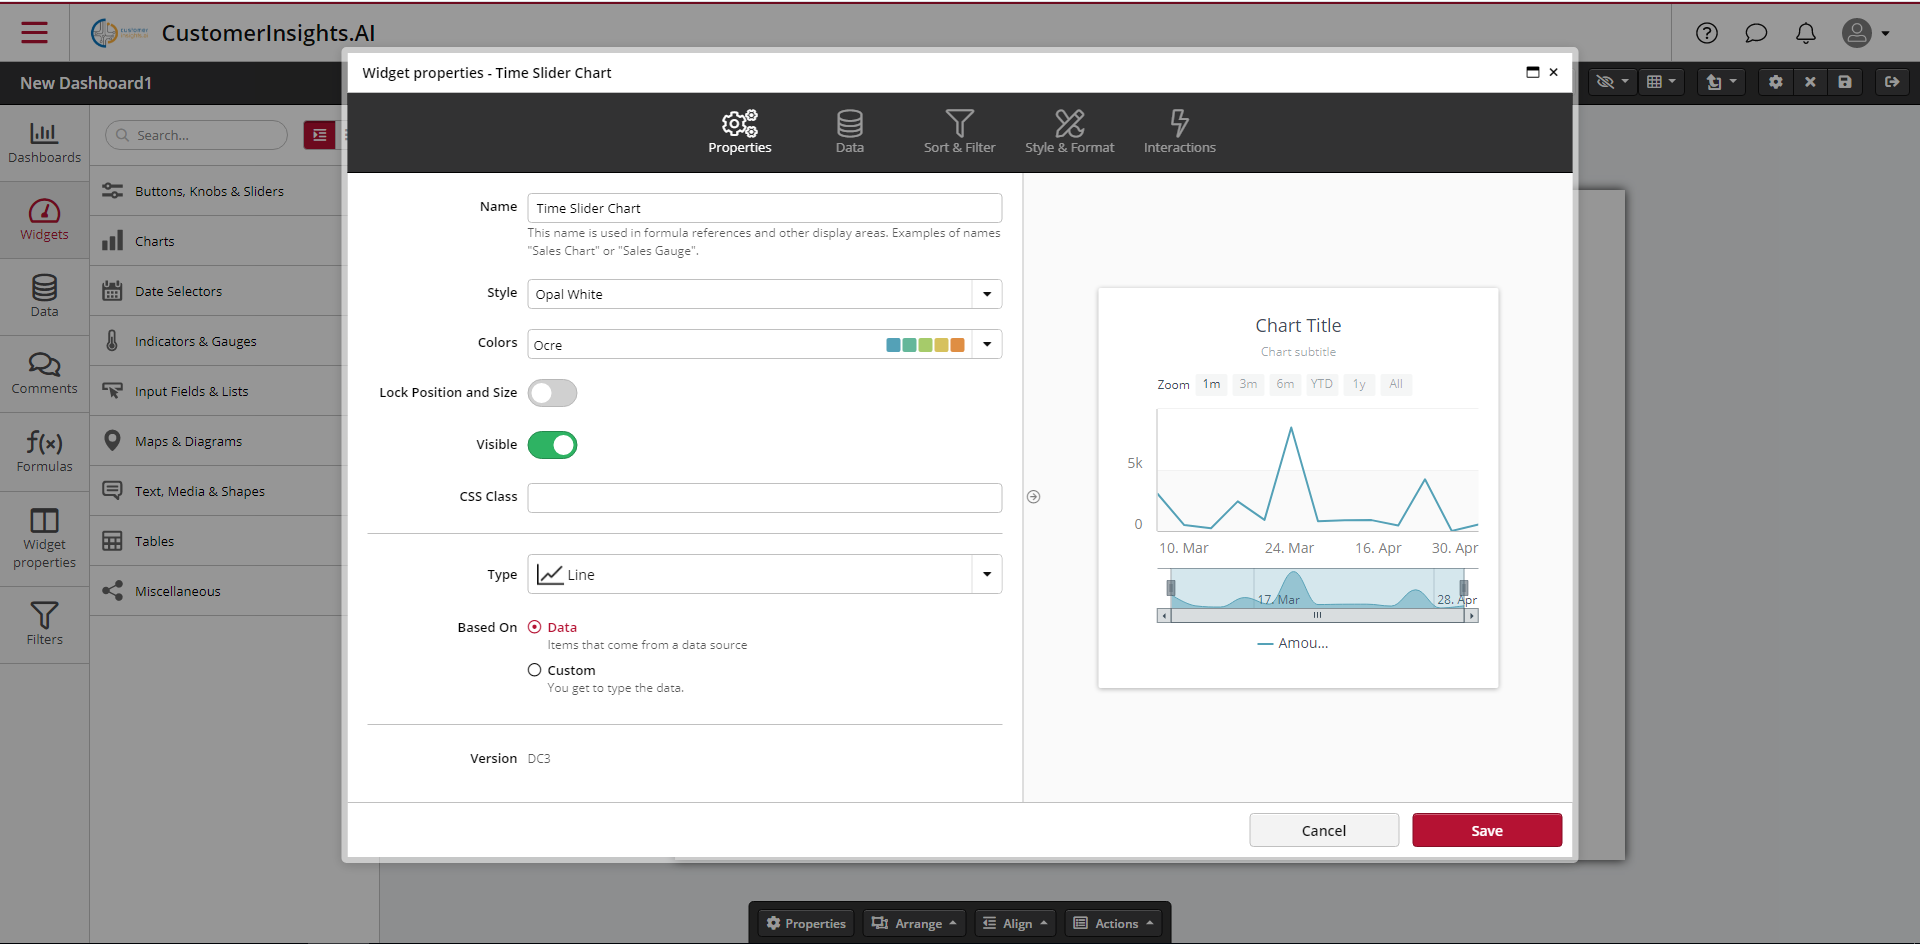 CustomerInsights.AI
New Dashboard1
Dashboards
Widgets
Data
Comments
f(x)
Formulas
Widget
properties
Filters
Search...
Buttons, Knobs & Sliders
Charts
Date Selectors
Indicators & Gauges
Input Fields & Lists
Maps & Diagrams
Text, Media & Shapes
Tables
Miscellaneous
Widget properties - Time Slider Chart
Properties
Data
Sort & Filter
Style & Format
Interactions
Name
Time Slider Chart
This name is used in formula references and other display areas. Examples of names
"Sales Chart" or "Sales Gauge".
Style
Opal White
Colors
Ocre
Lock Position and Size
Visible
CSS Class
Type
Line
Based On
Data
Items that come from a data source
Custom
You get to type the data.
Version
DC3
Chart Title
Chart subtitle
Zoom 1m 3m 6m YTD 1y All
5k
0
10. Mar 24. Mar 16. Apr 30. Apr
17. Mar 28. Apr
Amou...
Cancel
Save
Properties
Arrange
Align
Actions